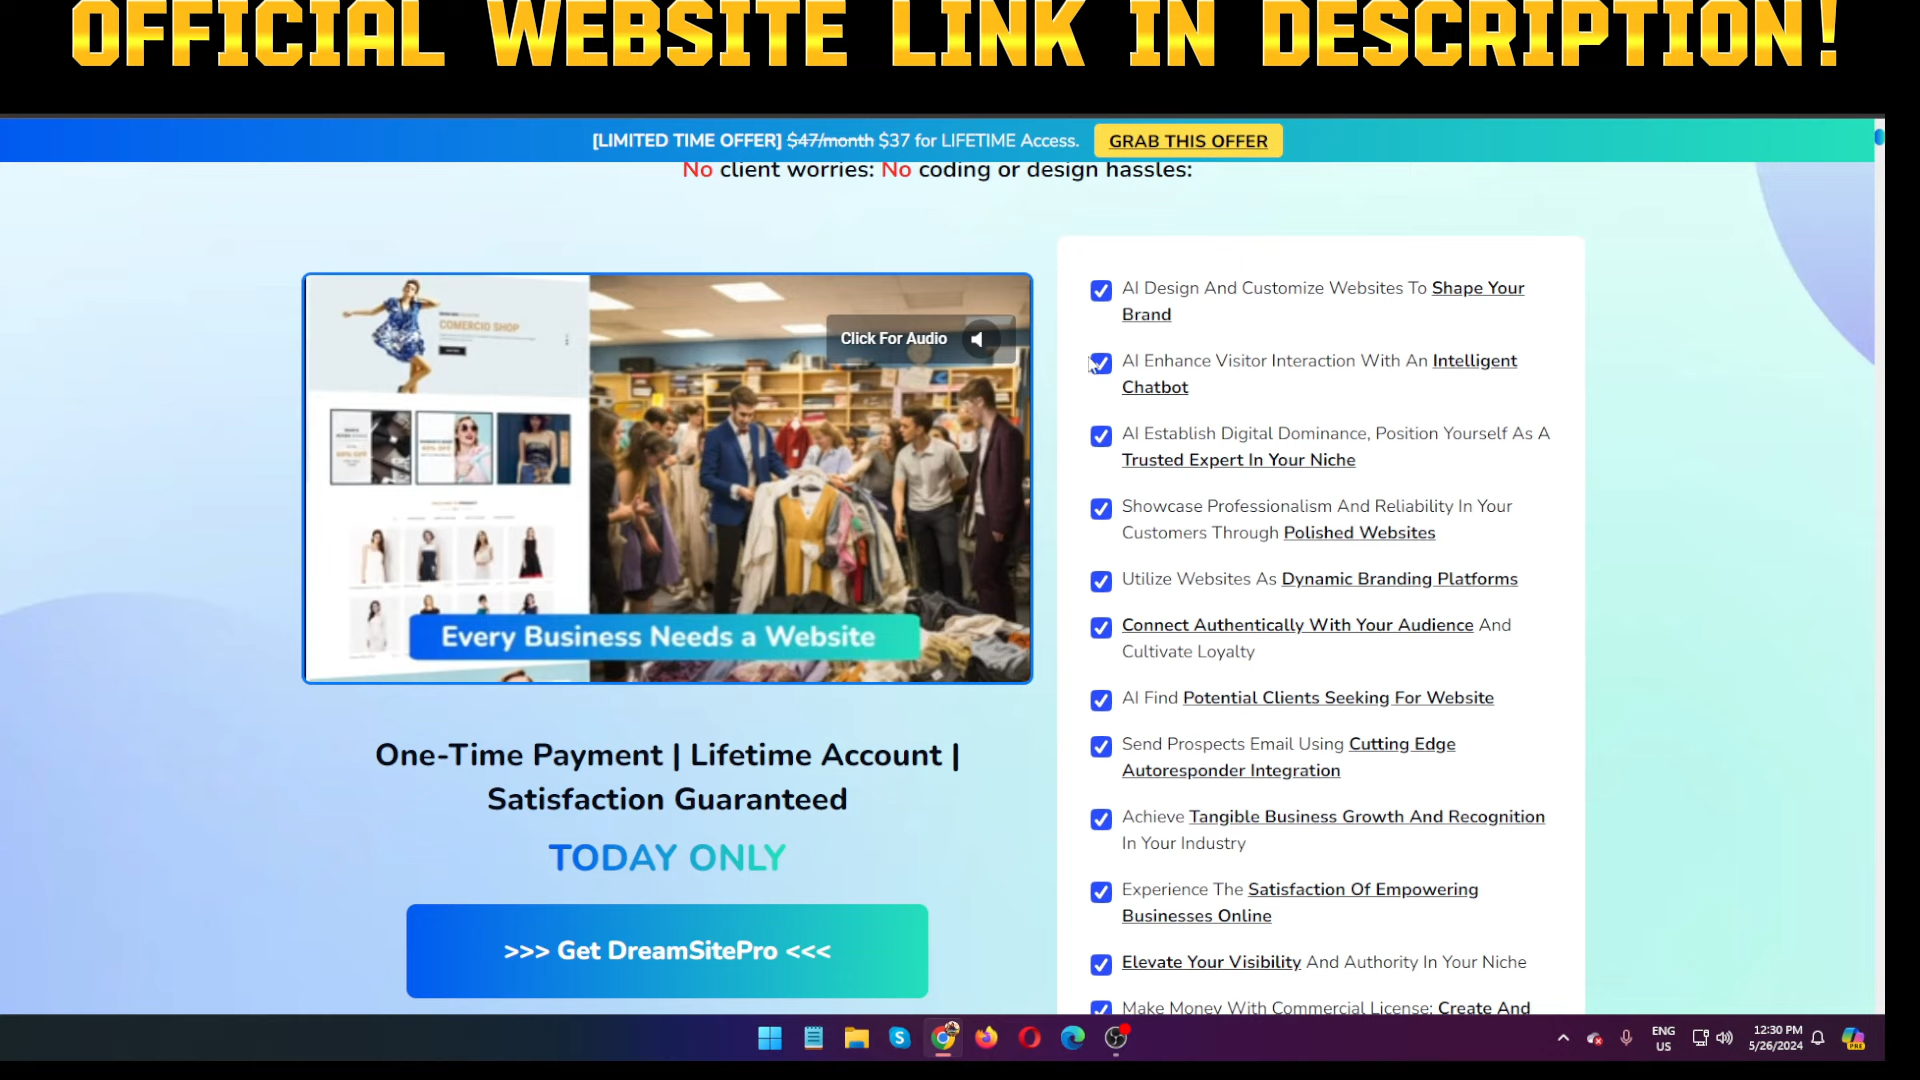 OFFICIAL WEBSITE LINK IN DESCRIPTION!
[LIMITED TIME OFFER] $47/month $37 for LIFETIME Access. GRAB THIS OFFER
No client worries: No coding or design hassles:
COMERCIO SHOP
Click For Audio
Every Business Needs a Website
One-Time Payment | Lifetime Account |
Satisfaction Guaranteed
TODAY ONLY
>>> Get DreamSitePro <<<
AI Design And Customize Websites To Shape Your
Brand
AI Enhance Visitor Interaction With An Intelligent
Chatbot
AI Establish Digital Dominance, Position Yourself As A
Trusted Expert In Your Niche
Showcase Professionalism And Reliability In Your
Customers Through Polished Websites
Utilize Websites As Dynamic Branding Platforms
Connect Authentically With Your Audience And
Cultivate Loyalty
AI Find Potential Clients Seeking For Website
Send Prospects Email Using Cutting Edge
Autoresponder Integration
Achieve Tangible Business Growth And Recognition
In Your Industry
Experience The Satisfaction Of Empowering
Businesses Online
Elevate Your Visibility And Authority In Your Niche
Make Money With Commercial License: Create And
ENG
US
12:30 PM
5/26/2024